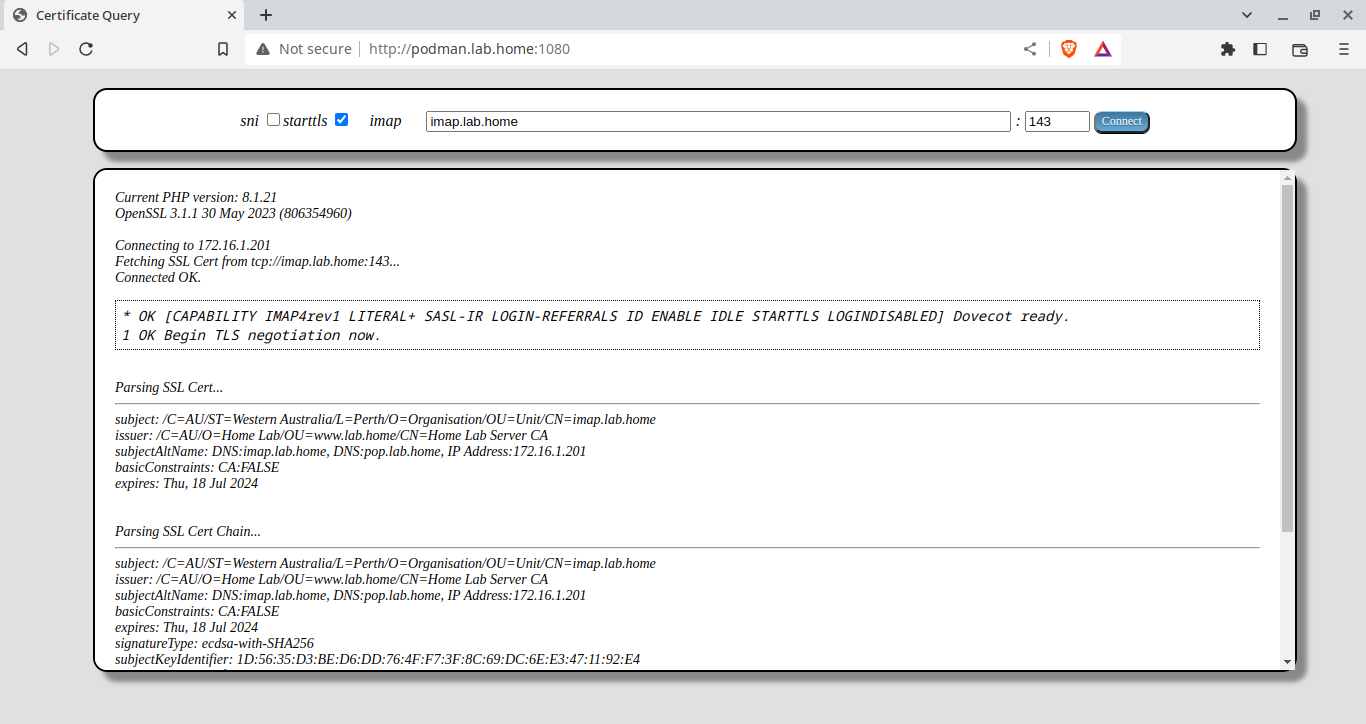 Certificate Query
Not secure
http://podman.lab.home:1080
sni starttls imap imap.lab.home : 143 Connect
Current PHP version: 8.1.21
OpenSSL 3.1.1 30 May 2023 (806354960)
Connecting to 172.16.1.201
Fetching SSL Cert from tcp://imap.lab.home:143...
Connected OK.
* OK [CAPABILITY IMAP4rev1 LITERAL+ SASL-IR LOGIN-REFERRALS ID ENABLE IDLE STARTTLS LOGINDISABLED] Dovecot ready.
1 OK Begin TLS negotiation now.
Parsing SSL Cert...
subject: /C=AU/ST=Western Australia/L=Perth/O=Organisation/OU=Unit/CN=imap.lab.home
issuer: /C=AU/O=Home Lab/OU=www.lab.home/CN=Home Lab Server CA
subjectAltName: DNS:imap.lab.home, DNS:pop.lab.home, IP Address:172.16.1.201
basicConstraints: CA:FALSE
expires: Thu, 18 Jul 2024
Parsing SSL Cert Chain...
subject: /C=AU/ST=Western Australia/L=Perth/O=Organisation/OU=Unit/CN=imap.lab.home
issuer: /C=AU/O=Home Lab/OU=www.lab.home/CN=Home Lab Server CA
subjectAltName: DNS:imap.lab.home, DNS:pop.lab.home, IP Address:172.16.1.201
basicConstraints: CA:FALSE
expires: Thu, 18 Jul 2024
signatureType: ecdsa-with-SHA256
subjectKeyIdentifier: 1D:56:35:D3:BE:D6:DD:76:4F:F7:3F:8C:69:DC:6E:E3:47:11:92:E4